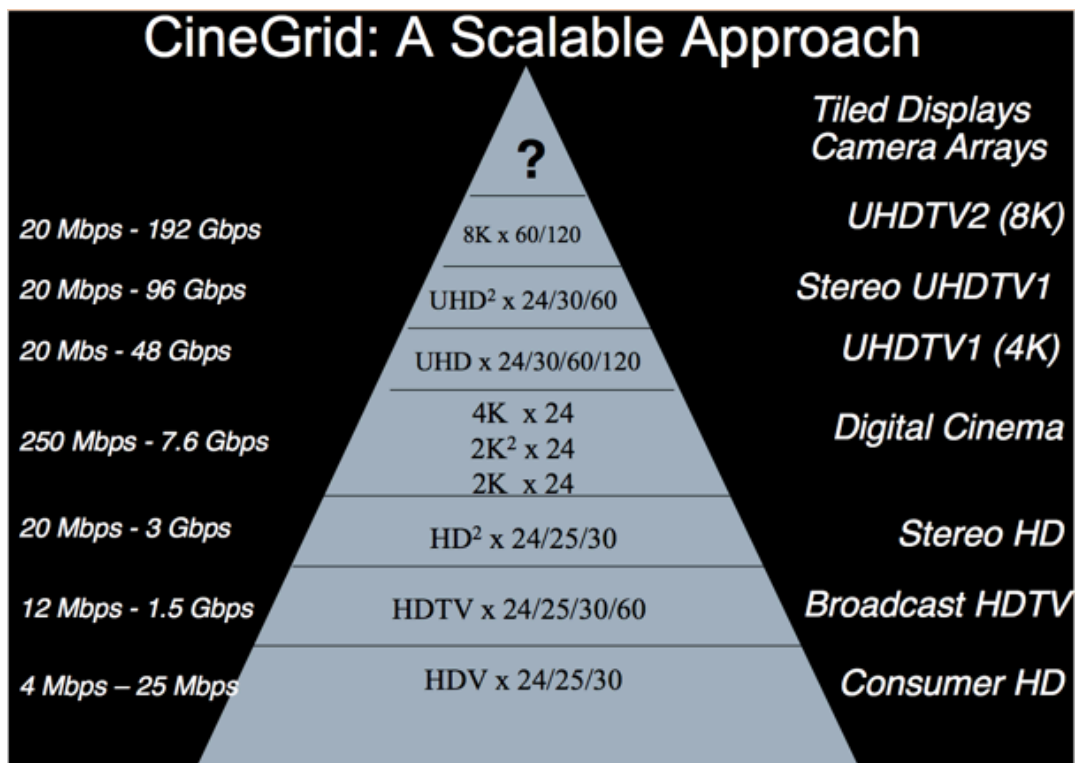 CineGrid: A Scalable Approach
Tiled Displays
Camera Arrays
?
20 Mbps - 192 Gbps
8K x 60/120
UHDTV2 (8K)
20 Mbps - 96 Gbps
UHD² x 24/30/60
Stereo UHDTV1
20 Mbs - 48 Gbps
UHD x 24/30/60/120
UHDTV1 (4K)
250 Mbps - 7.6 Gbps
4K x 24
2K² x 24
2K x 24
Digital Cinema
20 Mbps - 3 Gbps
HD² x 24/25/30
Stereo HD
12 Mbps - 1.5 Gbps
HDTV x 24/25/30/60
Broadcast HDTV
4 Mbps – 25 Mbps
HDV x 24/25/30
Consumer HD